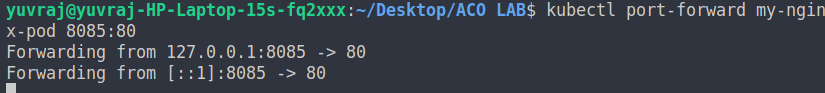 yuvraj@yuvraj-HP-Laptop-15s-fq2xxx:~/Desktop/ACO LAB$ kubectl port-forward my-ngin
x-pod 8085:80
Forwarding from 127.0.0.1:8085 -> 80
Forwarding from [::1]:8085 -> 80